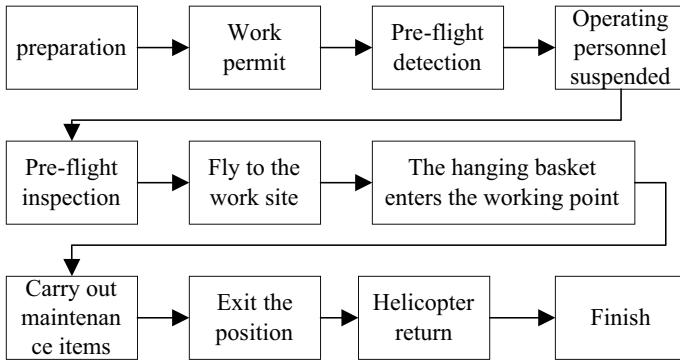 preparation
Work
permit
Pre-flight
detection
Operating
personnel
suspended
Pre-flight
inspection
Fly to the
work site
The hanging basket
enters the working point
Carry out
maintenan
ce items
Exit the
position
Helicopter
return
Finish